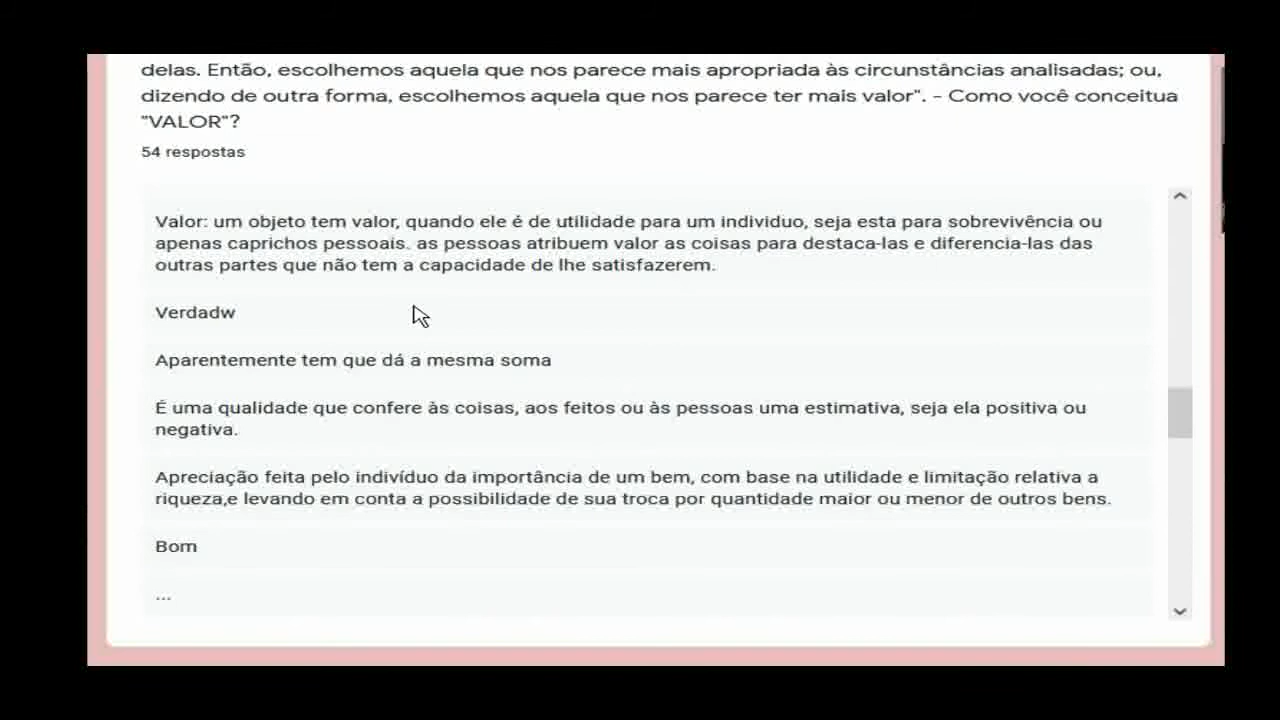 delas. Então, escolhemos aquela que nos parece mais apropriada às circunstâncias analisadas; ou,
dizendo de outra forma, escolhemos aquela que nos parece ter mais valor". - Como você conceitua
"VALOR"?
54 respostas
Valor: um objeto tem valor, quando ele é de utilidade para um individuo, seja esta para sobrevivência ou
apenas caprichos pessoais. as pessoas atribuem valor as coisas para destaca-las e diferencia-las das
outras partes que não tem a capacidade de lhe satisfazerem.
Verdadw
Aparentemente tem que dá a mesma soma
É uma qualidade que confere às coisas, aos feitos ou às pessoas uma estimativa, seja ela positiva ou
negativa.
Apreciação feita pelo indivíduo da importância de um bem, com base na utilidade e limitação relativa a
riqueza,e levando em conta a possibilidade de sua troca por quantidade maior ou menor de outros bens.
Bom
...